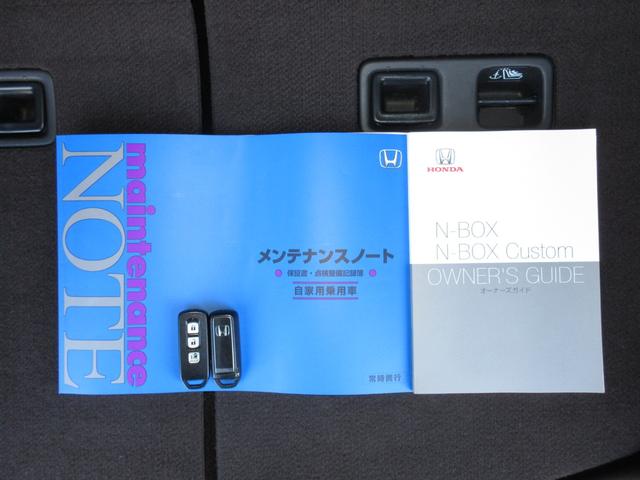 maintenance
NOTE
メンテナンスノート
保証書・点検整備記録簿
自家用乗用車
常時携行
HONDA
N-BOX
N-BOX Custom
OWNER'S GUIDE
オーナーズガイド